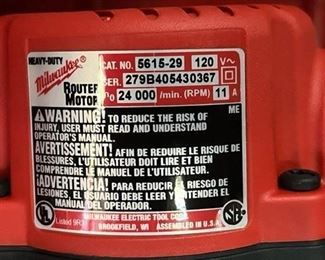 HEAVY-DUTY
Milwaukee
ROUTER
MOTOR
CAT. NO. 5615-29 120 V~
SER. 279B405430367
24 000 /min. (RPM) 11 A
ME
⚠WARNING! TO REDUCE THE RISK OF
INJURY, USER MUST READ AND UNDERSTAND
OPERATOR'S MANUAL.
AVERTISSEMENT! AFIN DE REDUIRE LE RISQUE DE
BLESSURES, L'UTILISATEUR DOIT LIRE ET BIEN
COMPRENDRE LE MANUEL DE L'UTILISATEUR.
¡ADVERTENCIA! PARA REDUCIR EL RIESGO DE
LESIONES, EL USUARIO DEBE LEER Y ENTENDER EL
MANUAL DEL OPERADOR.
UL
Listed
MILWAUKEE ELECTRIC TOOL CORP.
BROOKFIELD, WI ASSEMBLED IN U.S.A.